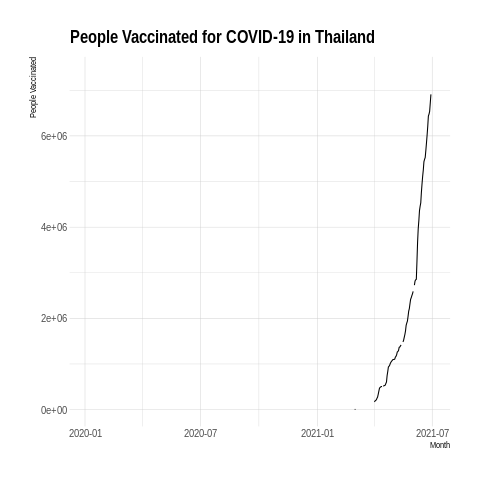 People Vaccinated for COVID-19 in Thailand
People Vaccinated
6e+06
4e+06
2e+06
0e+00
2020-01 2020-07 2021-01 2021-07
Month